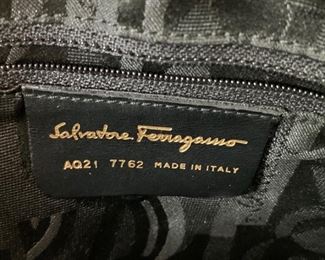 Salvatore Ferragamo
AQ21 7762 MADE IN ITALY